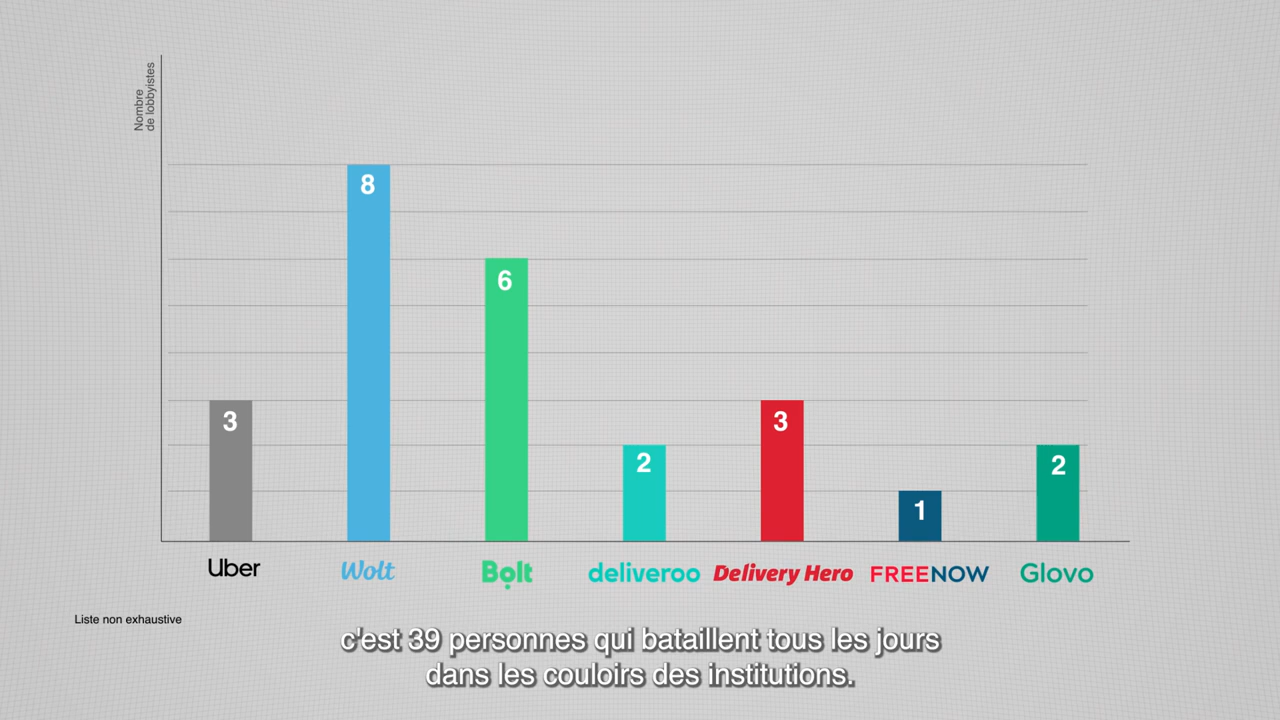 Nombre
de lobbyistes
8
6
3
3
2
2
1
Uber
Wolt
Bolt
deliveroo
Delivery Hero
FREENOW
Glovo
Liste non exhaustive
c'est 39 personnes qui bataillent tous les jours
dans les couloirs des institutions.